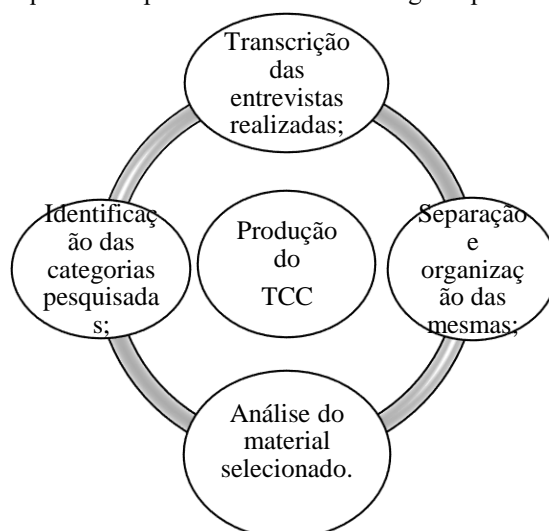 Transcrição
das
entrevistas
realizadas;
Identificaç
ão das
categorias
pesquisada
s;
Produção
do
TCC
Separação
e
organizaç
ão das
mesmas;
Análise do
material
selecionado.